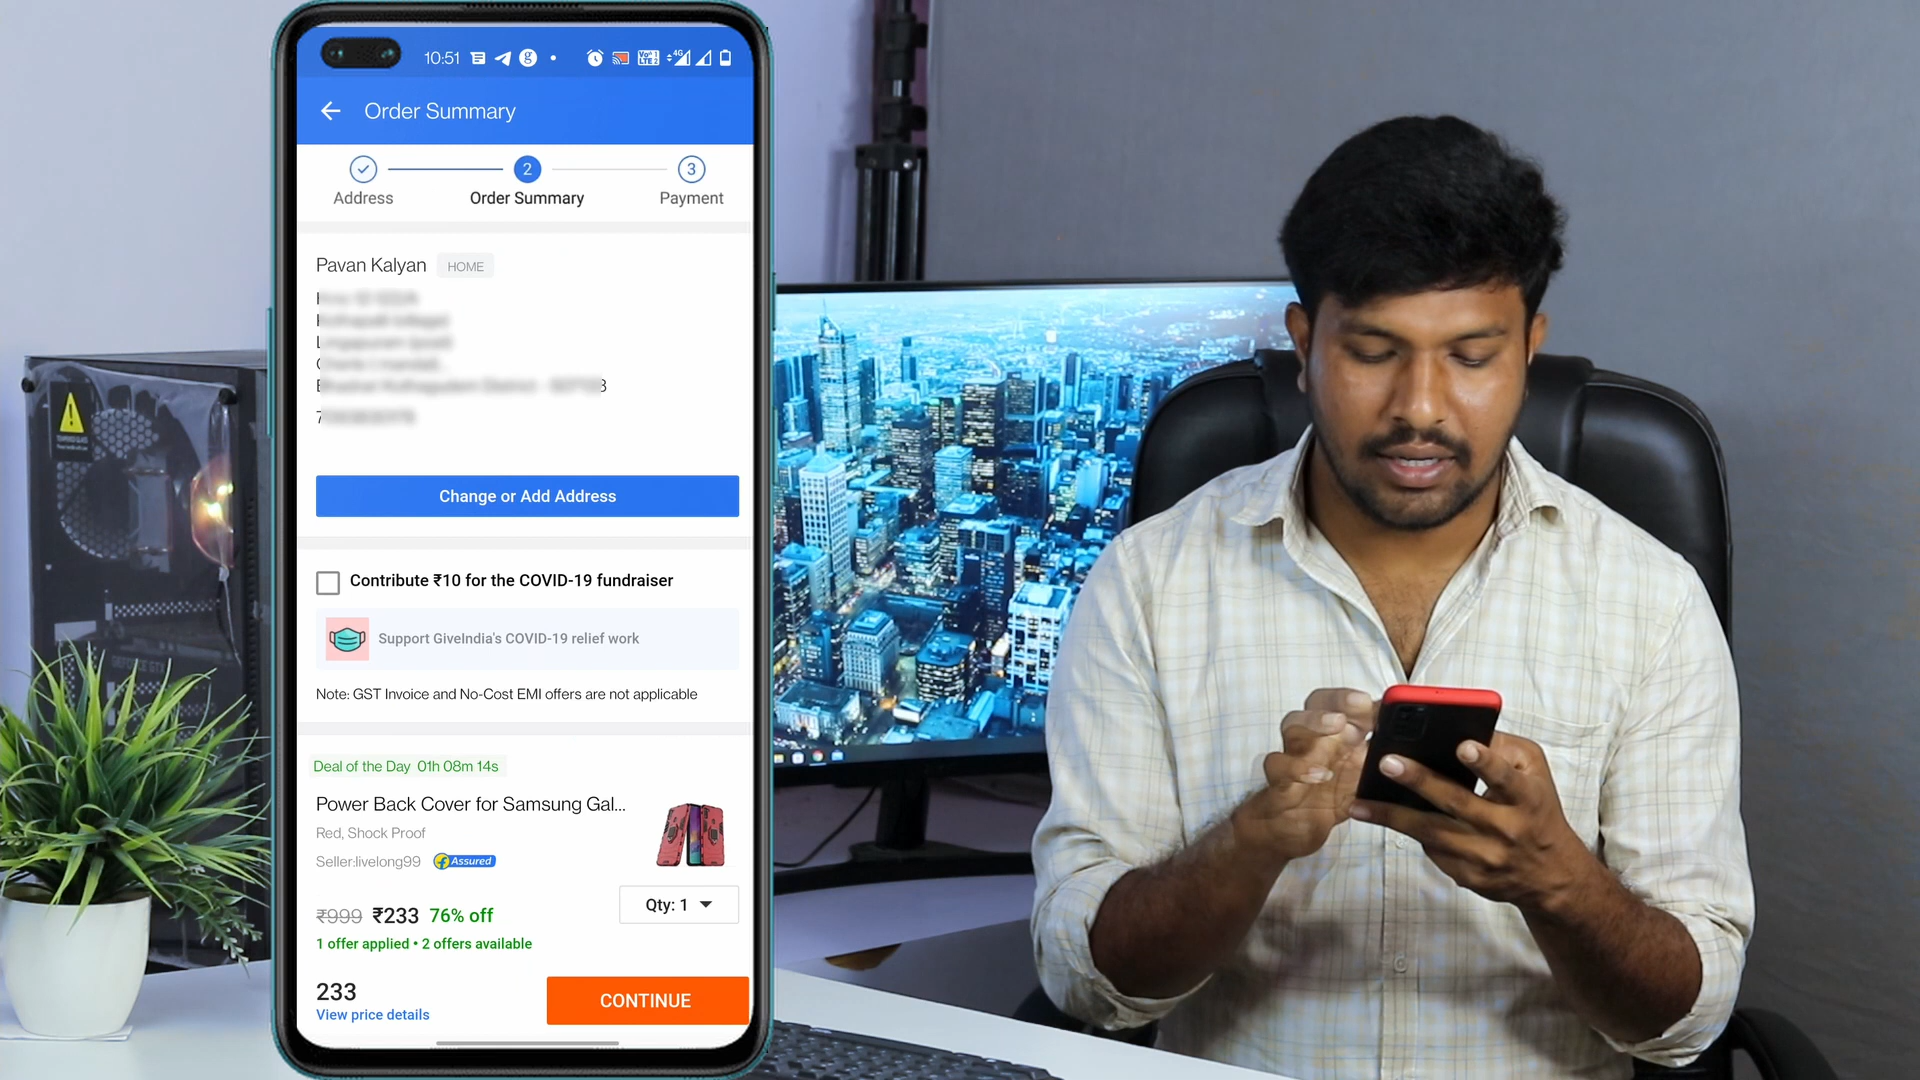 10:51
Order Summary
2
3
Address
Order Summary
Payment
Pavan Kalyan HOME
Change or Add Address
Contribute ₹10 for the COVID-19 fundraiser
Support GiveIndia's COVID-19 relief work
Note: GST Invoice and No-Cost EMI offers are not applicable
Deal of the Day 01h 08m 14s
Power Back Cover for Samsung Gal...
Red, Shock Proof
Seller:livelong99 Assured
₹999 ₹233 76% off
Qty: 1
1 offer applied • 2 offers available
233
View price details
CONTINUE